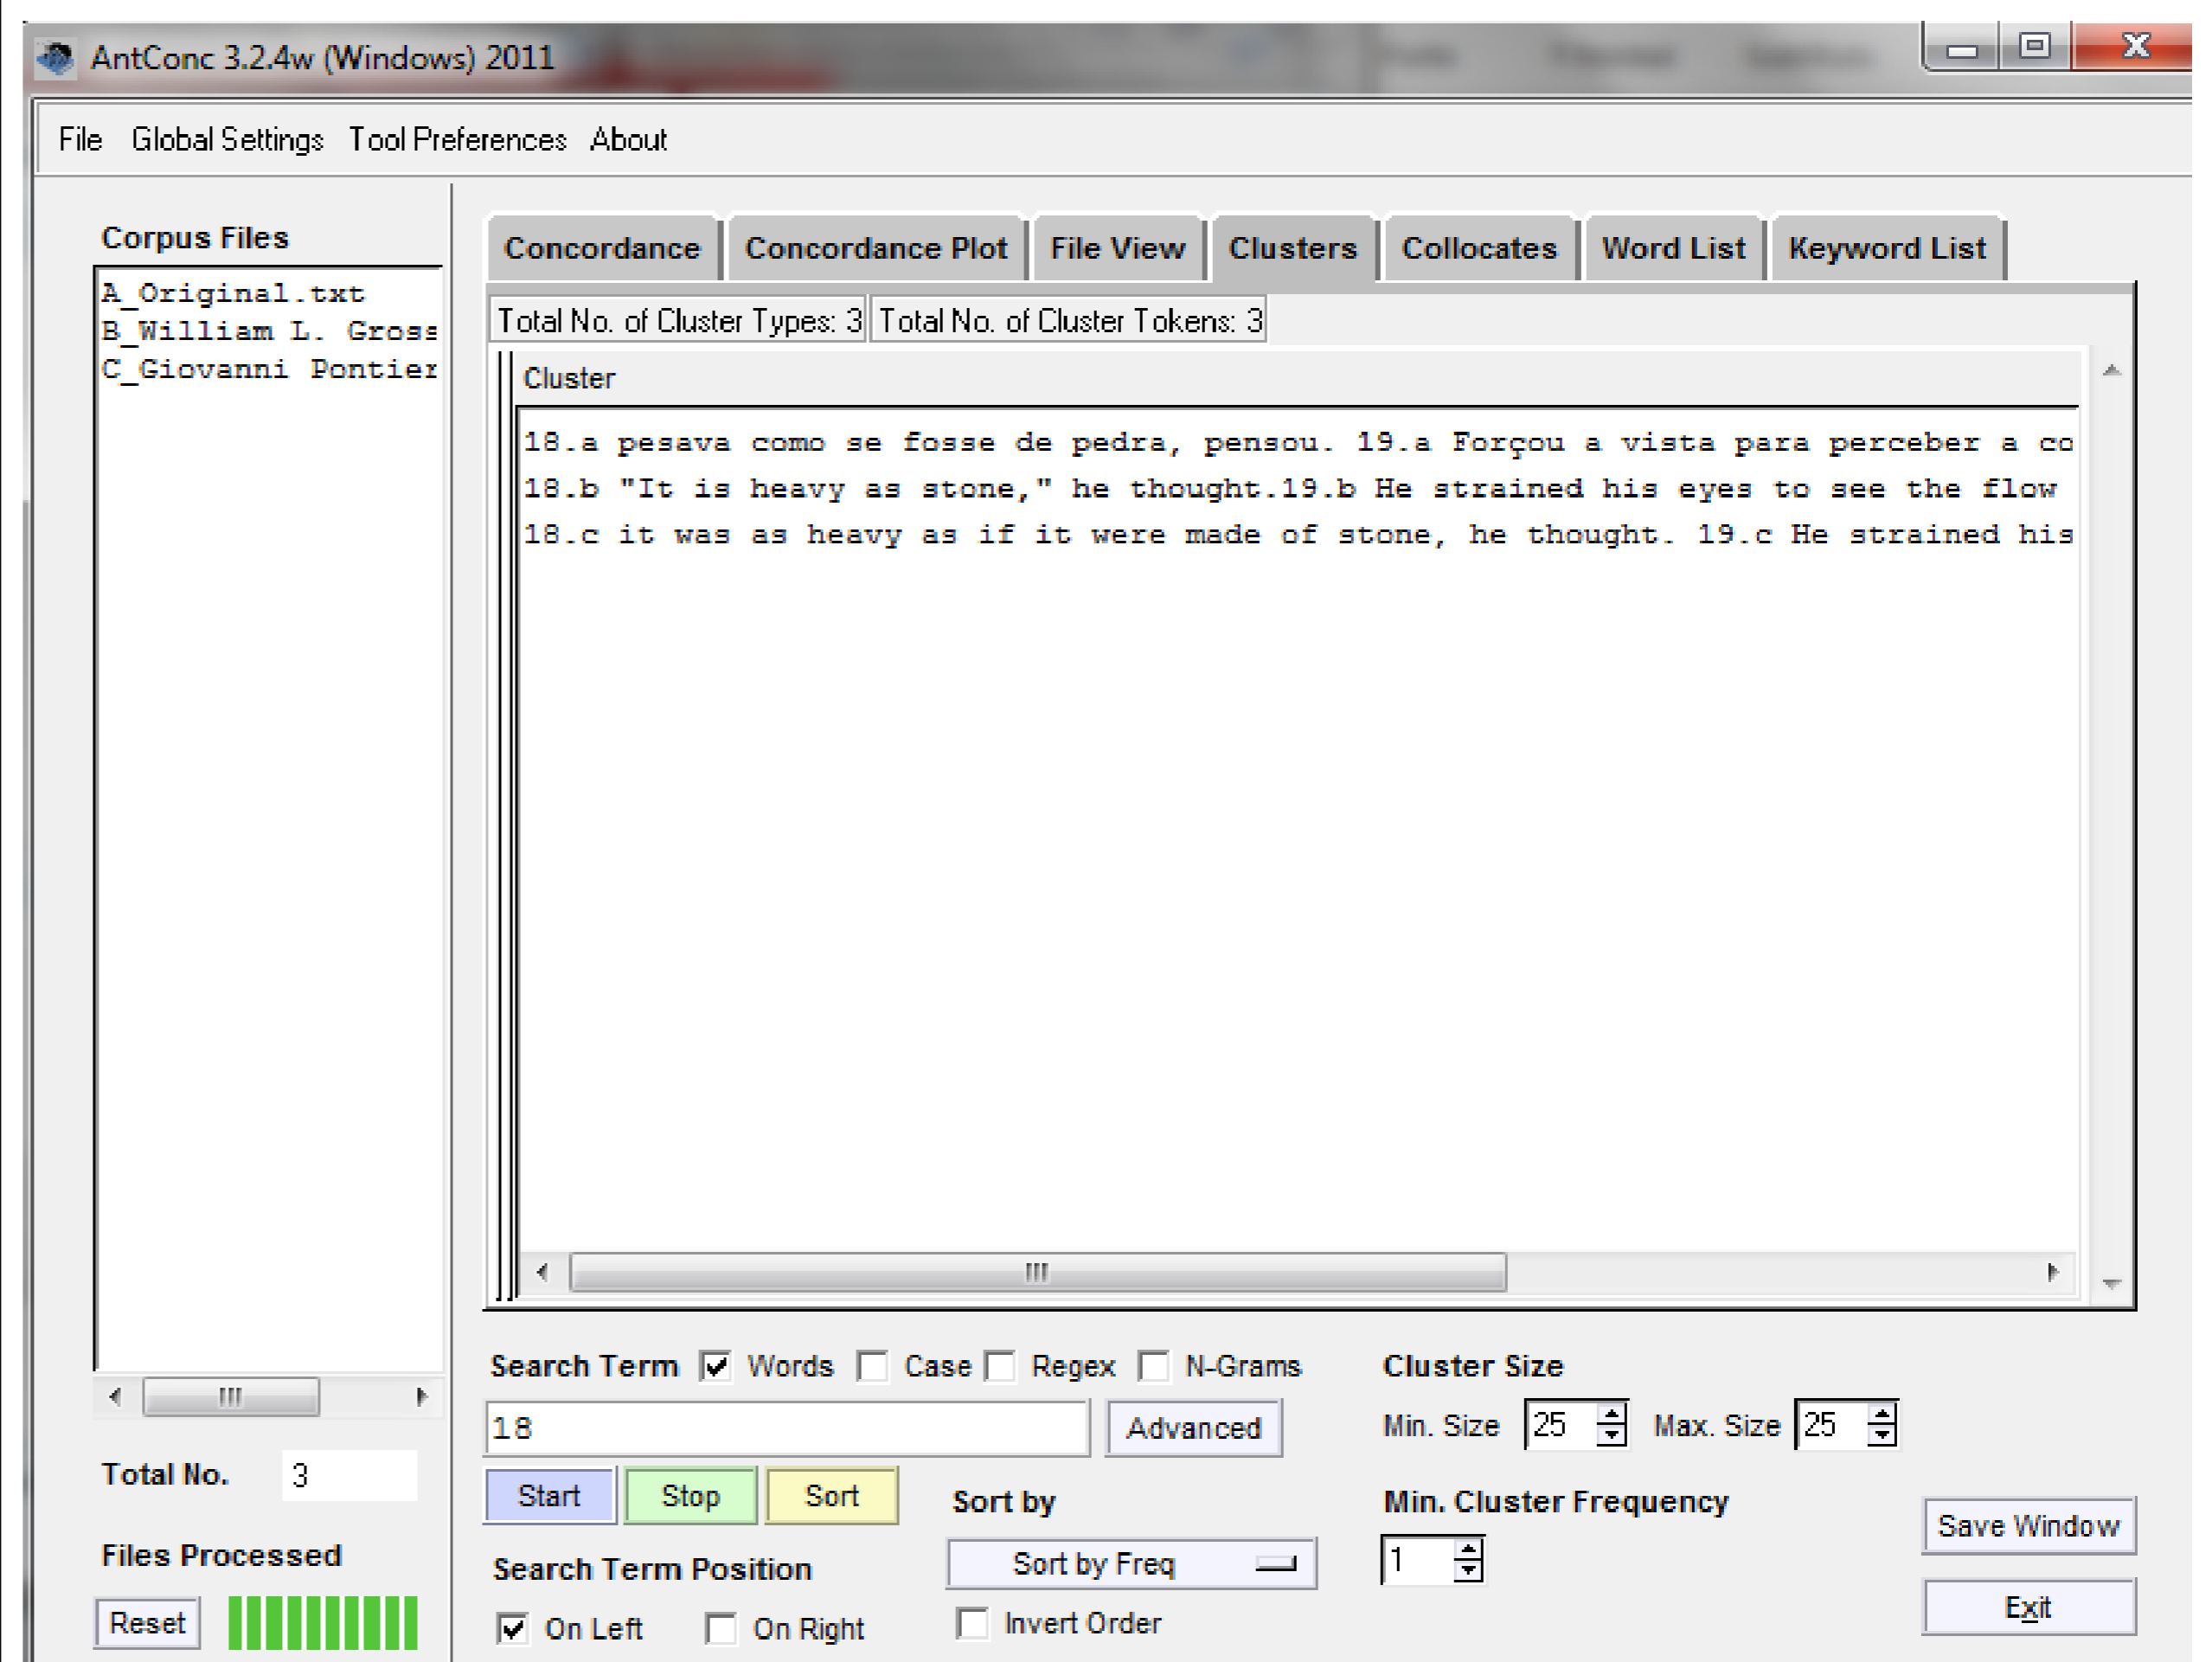 AntConc 3.2.4w (Windows) 2011
File Global Settings Tool Preferences About
Corpus Files
A_Original.txt
B_William L. Gross
C_Giovanni Pontier
Total No. 3
Files Processed
Reset
Concordance Concordance Plot File View Clusters Collocates Word List Keyword List
Total No. of Cluster Types: 3 Total No. of Cluster Tokens: 3
Cluster
18.a pesava como se fosse de pedra, pensou. 19.a Forçou a vista para perceber a co
18.b "It is heavy as stone," he thought.19.b He strained his eyes to see the flow
18.c it was as heavy as if it were made of stone, he thought. 19.c He strained his
Search Term Words Case Regex N-Grams
18
Advanced
Start Stop Sort
Search Term Position
On Left On Right
Sort by
Sort by Freq
Invert Order
Cluster Size
Min. Size 25 Max. Size 25
Min. Cluster Frequency
1
Save Window
Exit